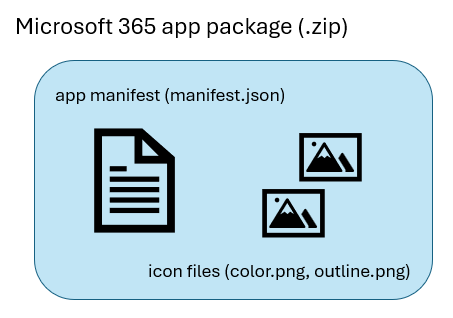 Microsoft 365 app package (.zip)
app manifest (manifest.json)
icon files (color.png, outline.png)